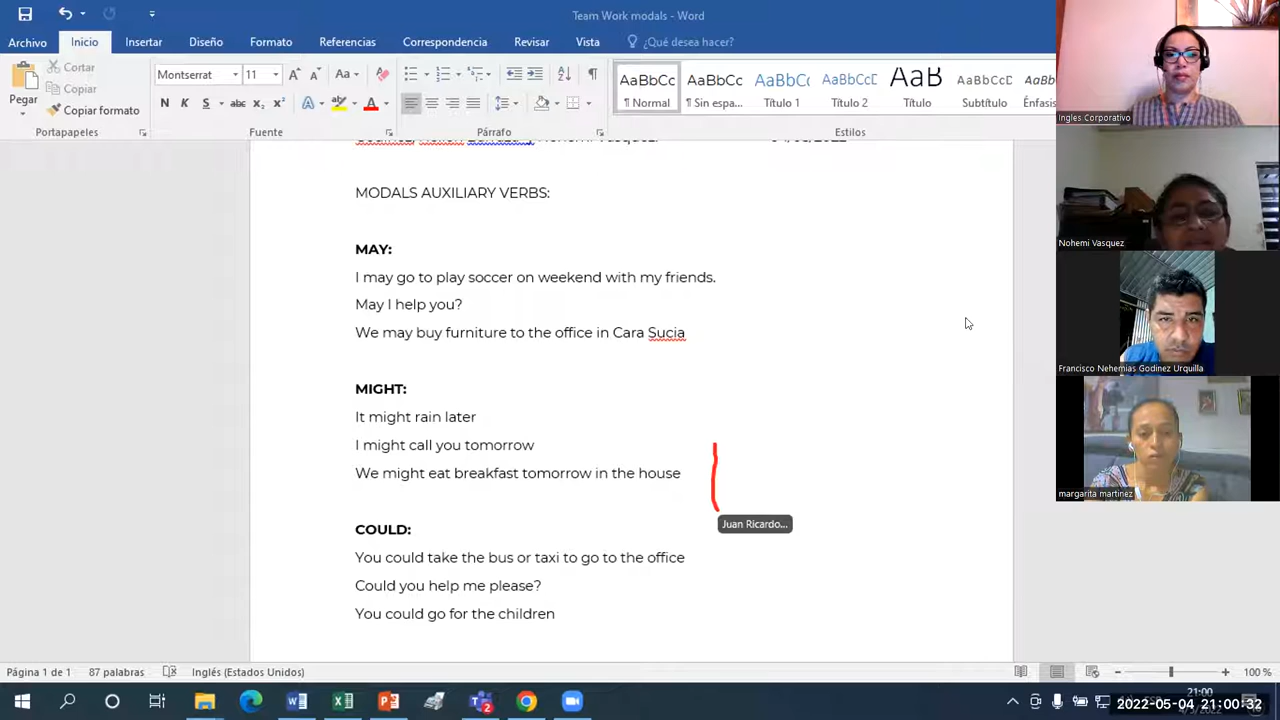 Team Work modals - Word
Archivo Inicio Insertar Diseño Formato Referencias Correspondencia Revisar Vista ¿Qué desea hacer?
Pegar
Cortar
Copiar
Copiar formato
Portapapeles
Montserrat 11
Fuente
Párrafo
AaBbCc AaBbCc AaBbCc AaBbCcD AaB AaBbCcD AaBbCc
¶ Normal ¶ Sin espa... Título 1 Título 2 Título Subtítulo Énfasis
Estilos
MODALS AUXILIARY VERBS:
MAY:
I may go to play soccer on weekend with my friends.
May I help you?
We may buy furniture to the office in Cara Sucia
MIGHT:
It might rain later
I might call you tomorrow
We might eat breakfast tomorrow in the house
Juan Ricardo...
COULD:
You could take the bus or taxi to go to the office
Could you help me please?
You could go for the children
Ingles Corporativo
Nohemi Vasquez
Francisco Nehemias Godinez Urquilla
margarita martinez
Página 1 de 1 87 palabras Inglés (Estados Unidos) 100 %
21:00
2022-05-04 21:00:32